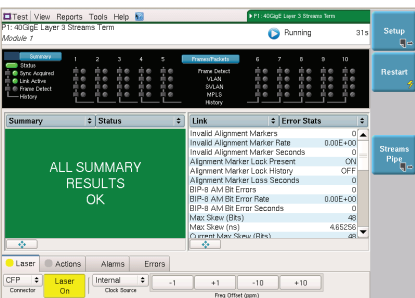 Test View Reports Tools Help
P1: 40GigE Layer 3 Streams Term
P1: 40GigE Layer 3 Streams Term
Module 1
Running 31s
Setup
Restart
Streams Pipe
Summary
Status
Sync Acquired
Link Active
Frame Detect
History
1 2 3 4 5
Frames/Packets
Frame Detect
VLAN
SVLAN
MPLS
History
6 7 8 9 10
Summary Status
ALL SUMMARY
RESULTS
OK
Link Error Stats
Invalid Alignment Markers 0
Invalid Alignment Marker Rate 0.00E+00
Invalid Alignment Marker Seconds 0
Alignment Marker Lock Present ON
Alignment Marker Lock History OFF
Alignment Marker Loss Seconds 0
BIP-8 AM Bit Errors 0
BIP-8 AM Bit Error Rate 0.00E+00
BIP-8 AM Bit Error Seconds 0
Max Skew (Bits) 48
Max Skew (ns) 4.65256
Current Max Skew (Bits) 48
Laser Actions Alarms Errors
CFP
Connector
Laser
On
Internal
Clock Source
-1 +1 -10 +10
Freq Offset (ppm)